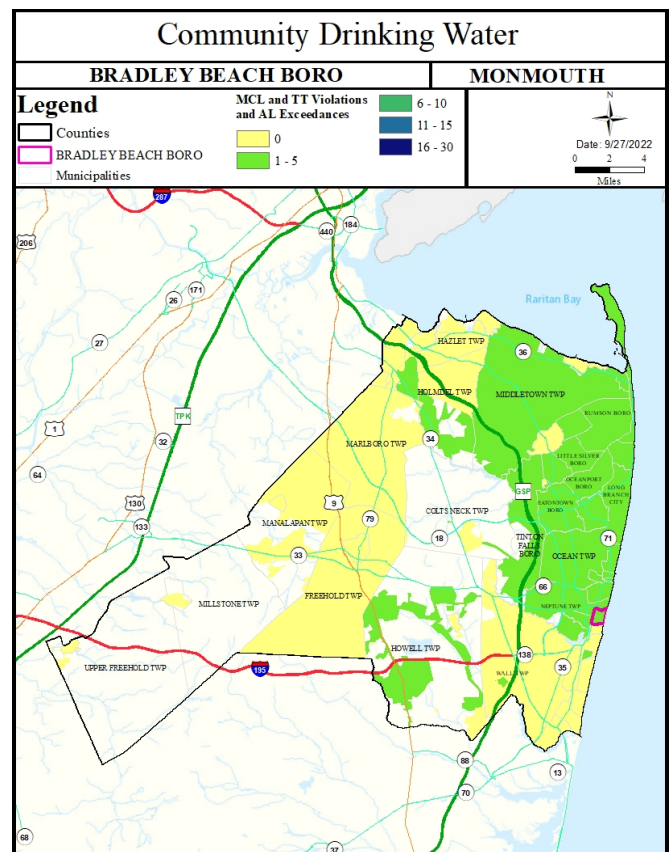 Community Drinking Water
BRADLEY BEACH BORO
MONMOUTH
Legend
Counties
BRADLEY BEACH BORO
Municipalities
MCL and TT Violations
and AL Exceedances
0
1 - 5
6 - 10
11 - 15
16 - 30
N
Date: 9/27/2022
0 2 4
Miles
287
206
440
184
171
26
27
Raritan Bay
HAZLET TWP
36
HOLMDEL TWP
MIDDLETOWN TWP
RUMSON BORO
1
TPK
32
34
MARLBORO TWP
LITTLE SILVER
BORO
OCEANPORT
BORO
64
130
9
GSP
LONG
BRANCH
CITY
EATONTOWN
BORO
133
79
COLTS NECK TWP
MANALAPAN TWP
18
TINTON
FALLS
BORO
71
33
OCEAN TWP
66
MILLSTONE TWP
FREEHOLD TWP
NEPTUNE TWP
HOWELL TWP
138
35
UPPER FREEHOLD TWP
195
WALL TWP
88
13
70
68
37